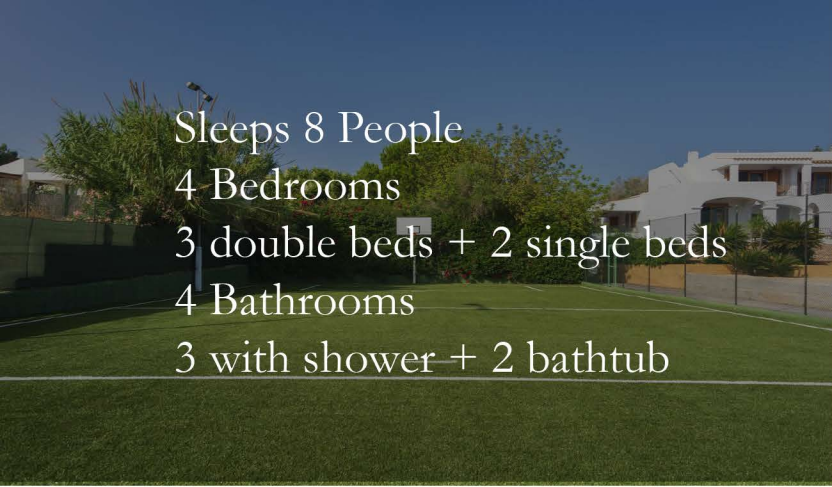 Sleeps 8 People
4 Bedrooms
3 double beds + 2 single beds
4 Bathrooms
3 with shower + 2 bathtub